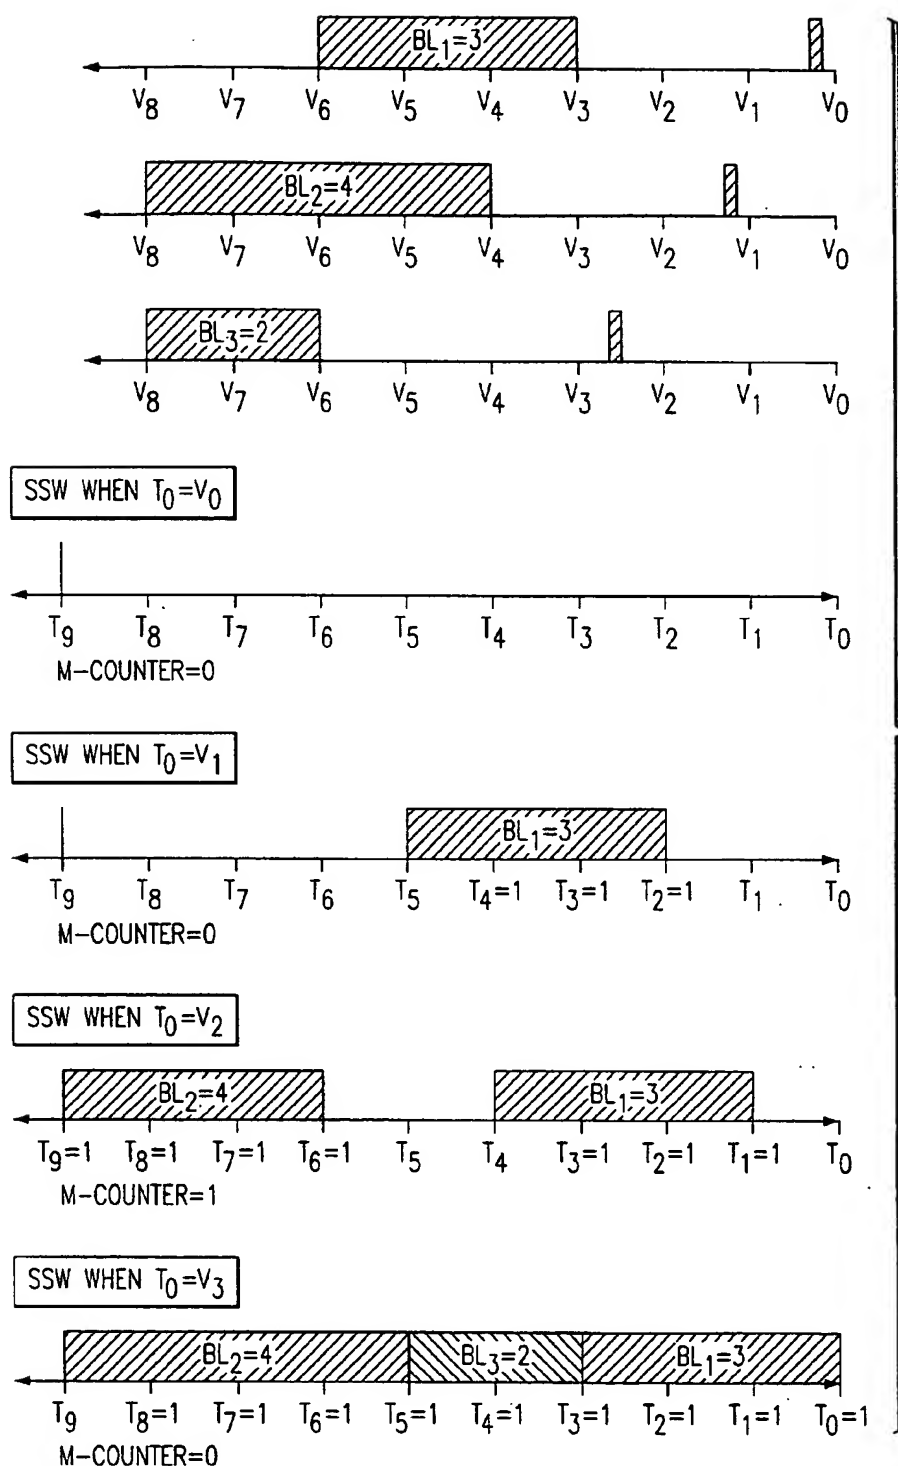 BL1=3
V8 V7 V6 V5 V4 V3 V2 V1 V0
BL2=4
V8 V7 V6 V5 V4 V3 V2 V1 V0
BL3=2
V8 V7 V6 V5 V4 V3 V2 V1 V0
SSW WHEN T0=V0
T9 T8 T7 T6 T5 T4 T3 T2 T1 T0
M-COUNTER=0
SSW WHEN T0=V1
BL1=3
T9 T8 T7 T6 T5 T4=1 T3=1 T2=1 T1 T0
M-COUNTER=0
SSW WHEN T0=V2
BL2=4 BL1=3
T9=1 T8=1 T7=1 T6=1 T5 T4 T3=1 T2=1 T1=1 T0
M-COUNTER=1
SSW WHEN T0=V3
BL2=4 BL3=2 BL1=3
T9 T8=1 T7=1 T6=1 T5=1 T4=1 T3=1 T2=1 T1=1 T0=1
M-COUNTER=0